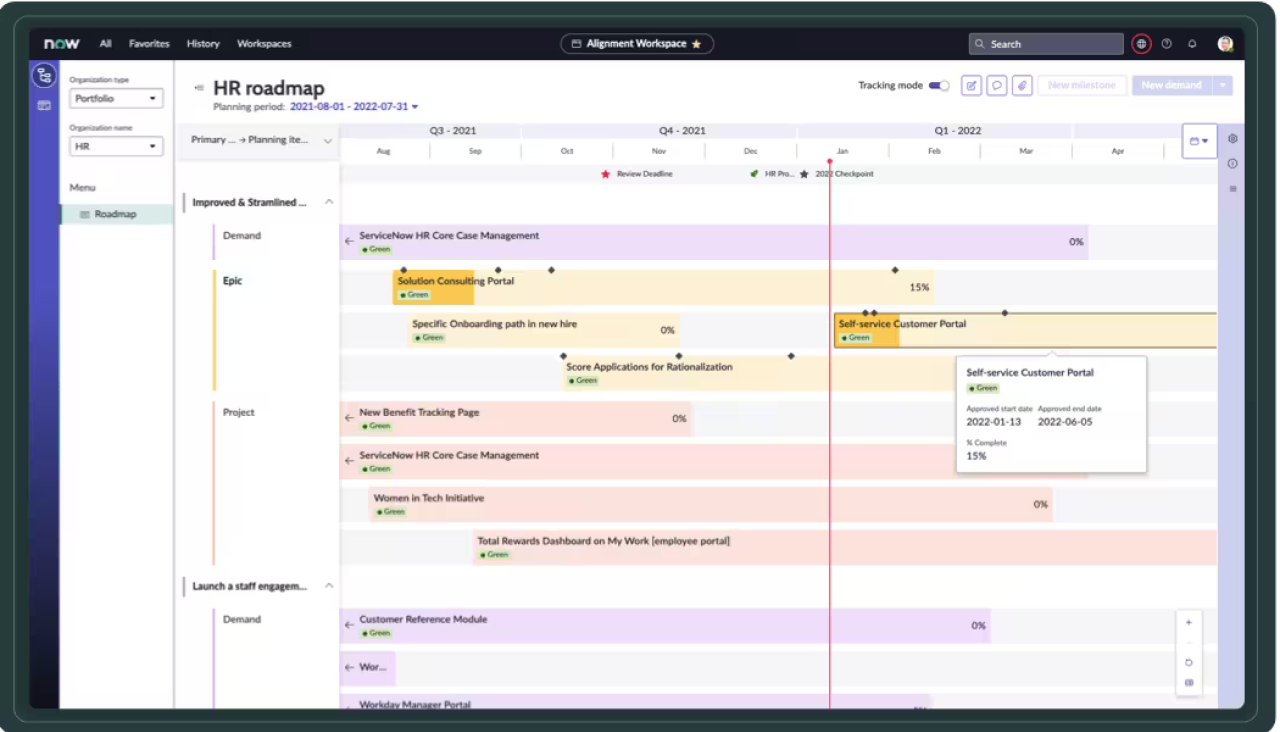 now All Favorites History Workspaces Alignment Workspace Search
Organization type
Portfolio
Organization name
HR
Menu
Roadmap
HR roadmap
Planning period: 2021-08-01 - 2022-07-31
Tracking mode New milestone New demand
Primary ... → Planning ite...
Q3 - 2021 Q4 - 2021 Q1 - 2022
Aug Sep Oct Nov Dec Jan Feb Mar Apr
Review Deadline HR Pro... 2022 Checkpoint
Improved & Stramlined ...
Demand
ServiceNow HR Core Case Management
Green
0%
Epic
Solution Consulting Portal
Green
15%
Specific Onboarding path in new hire
Green
0%
Self-service Customer Portal
Green
Score Applications for Rationalization
Green
Self-service Customer Portal
Green
Approved start date Approved end date
2022-01-13 2022-06-05
% Complete
15%
Project
New Benefit Tracking Page
Green
0%
ServiceNow HR Core Case Management
Green
Women in Tech Initiative
Green
0%
Total Rewards Dashboard on My Work [employee portal]
Green
Launch a staff engagem...
Demand
Customer Reference Module
Green
0%
Wor...
Workday Manager Portal